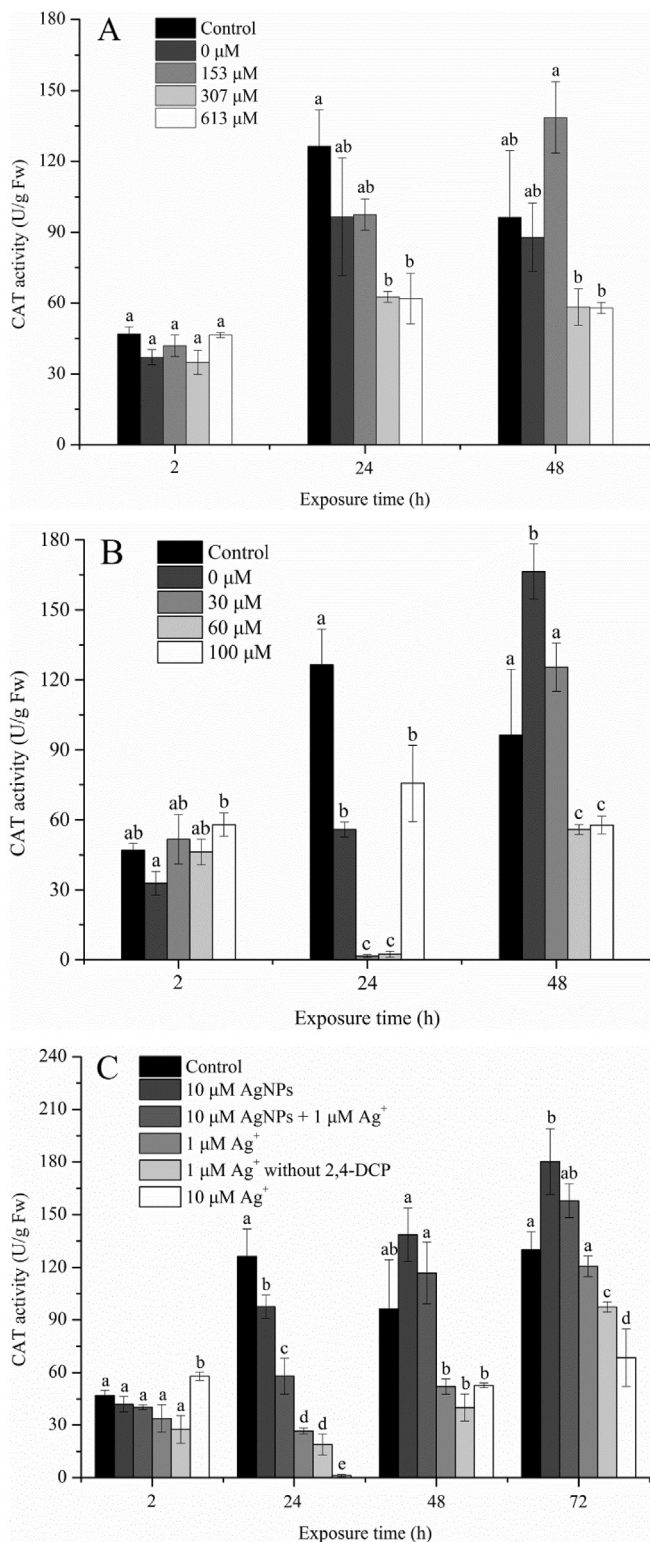 A
Control
0 μM
153 μM
307 μM
613 μM
180
150
120
90
60
30
0
CAT activity (U/g Fw)
a a a a a
a ab ab b b
ab ab a b b
2 24 48
Exposure time (h)
B
Control
0 μM
30 μM
60 μM
100 μM
180
150
120
90
60
30
0
CAT activity (U/g Fw)
ab a ab ab b
a b c c b
a b a c c
2 24 48
Exposure time (h)
C
Control
10 μM AgNPs
10 μM AgNPs + 1 μM Ag⁺
1 μM Ag⁺
1 μM Ag⁺ without 2,4-DCP
10 μM Ag⁺
240
210
180
150
120
90
60
30
0
CAT activity (U/g Fw)
a a a a a b
a b c d d e
ab a a b b b
a b ab a c d
2 24 48 72
Exposure time (h)